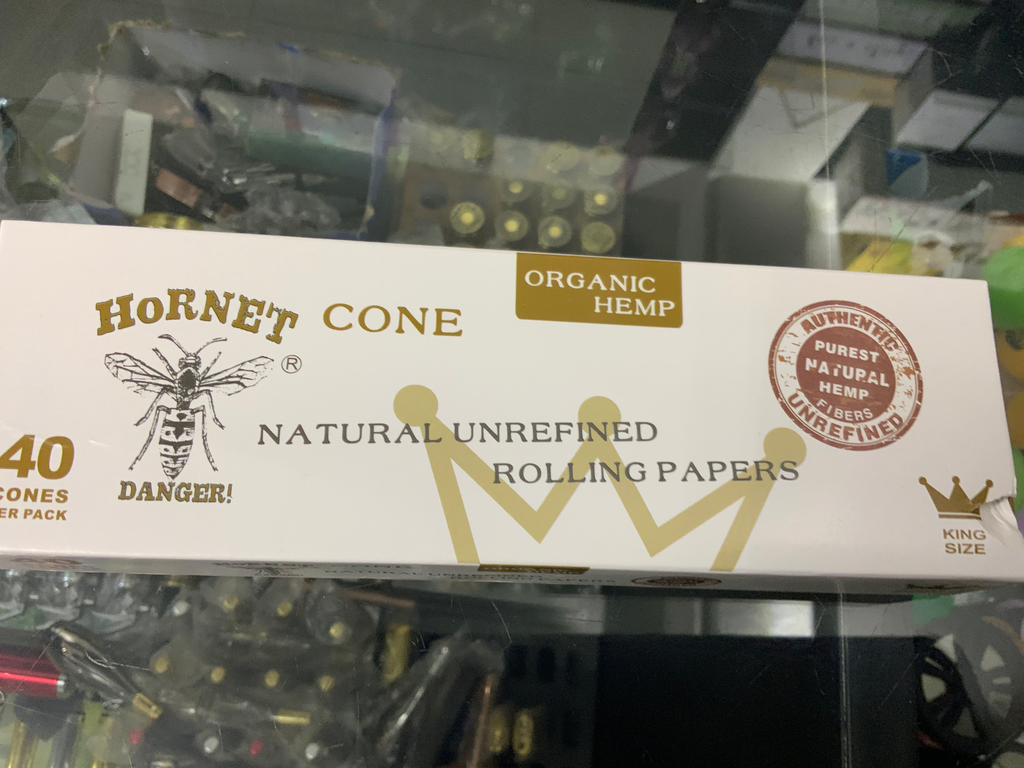 HORNET
®
CONE
ORGANIC
HEMP
AUTHENTIC
PUREST
NATURAL
HEMP
FIBERS
UNREFINED
NATURAL UNREFINED
ROLLING PAPERS
40
CONES
ER PACK
DANGER!
KING
SIZE